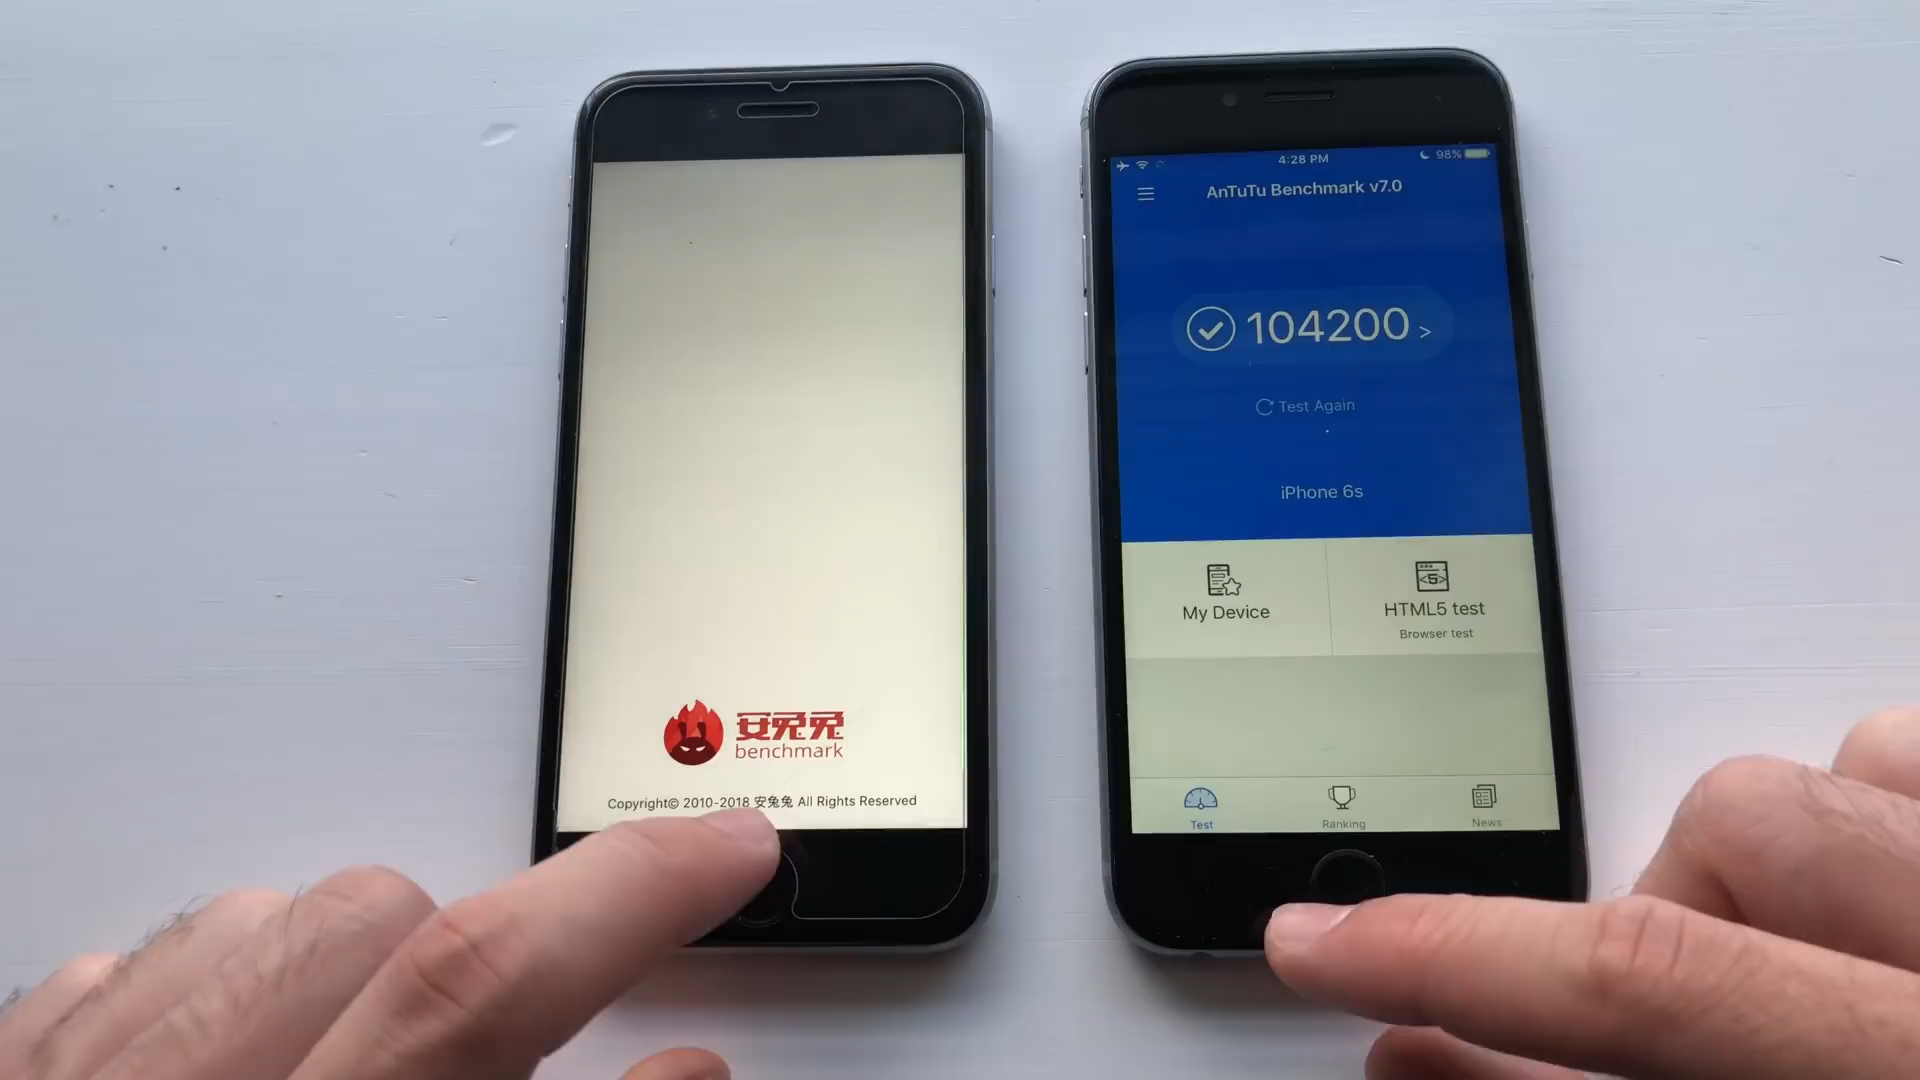 安兔兔
benchmark
Copyright© 2010-2018 安兔兔 All Rights Reserved
4:28 PM
98%
AnTuTu Benchmark v7.0
104200 >
Test Again
iPhone 6s
My Device
HTML5 test
Browser test
Test
Ranking
News